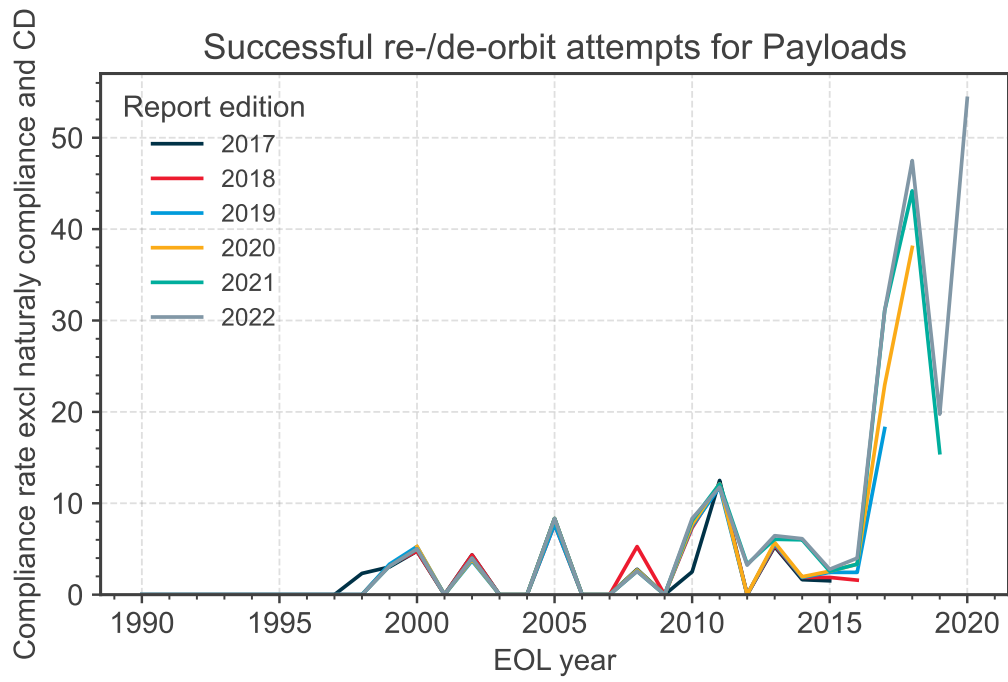 Successful re-/de-orbit attempts for Payloads
Compliance rate excl naturaly compliance and CD
Report edition
2017
2018
2019
2020
2021
2022
50
40
30
20
10
0
1990 1995 2000 2005 2010 2015 2020
EOL year